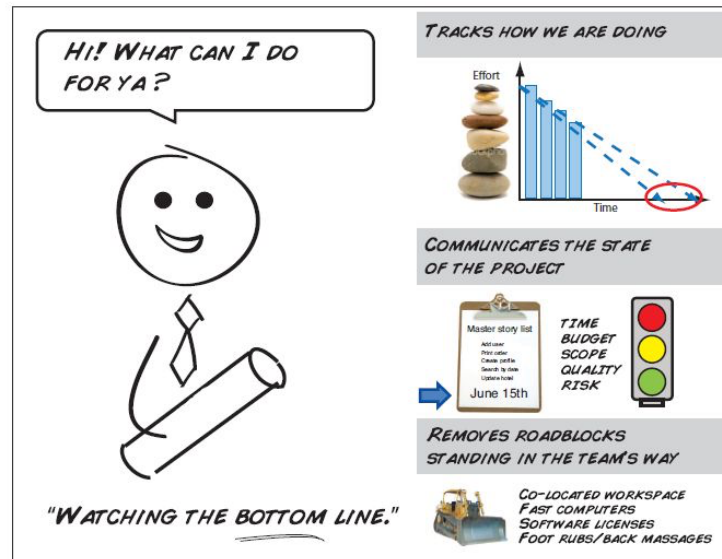 Hi! What can I do
for ya?
"Watching the bottom line."
Tracks how we are doing
Effort
Time
Communicates the state
of the project
Master story list
Add user
Print order
Create profile
Search by date
Update hotel
June 15th
Time
Budget
Scope
Quality
Risk
Removes roadblocks
standing in the team's way
Co-located workspace
Fast computers
Software licenses
Foot rubs/back massages